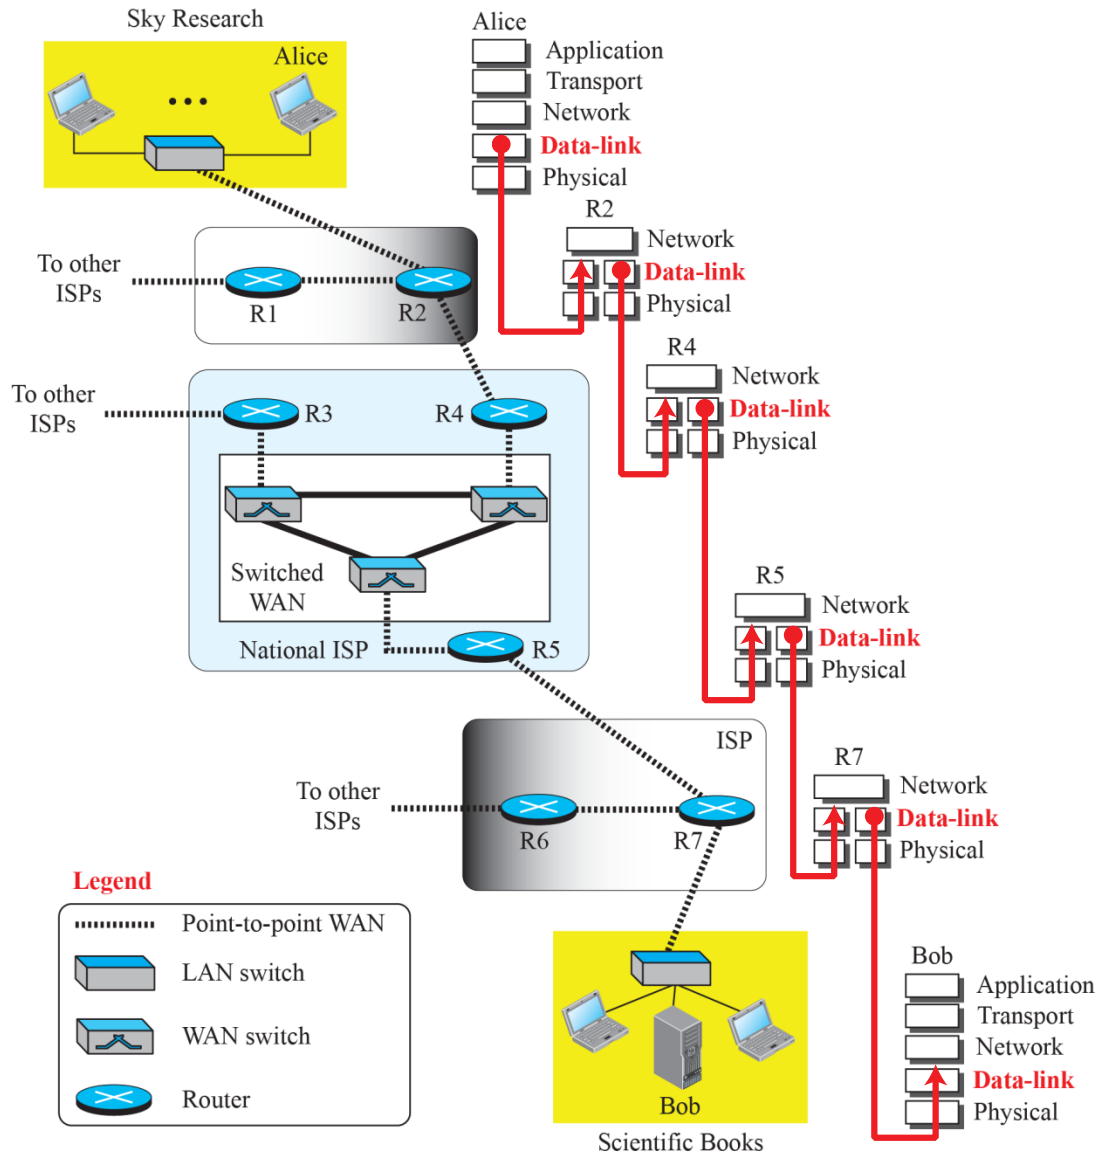 Sky Research
Alice
Alice
Application
Transport
Network
Data-link
Physical
R2
Network
Data-link
Physical
To other
ISPs
R1
R2
R4
Network
Data-link
Physical
To other
ISPs
R3
R4
Switched
WAN
National ISP
R5
R5
Network
Data-link
Physical
ISP
To other
ISPs
R6
R7
R7
Network
Data-link
Physical
Legend
Point-to-point WAN
LAN switch
WAN switch
Router
Bob
Scientific Books
Bob
Application
Transport
Network
Data-link
Physical